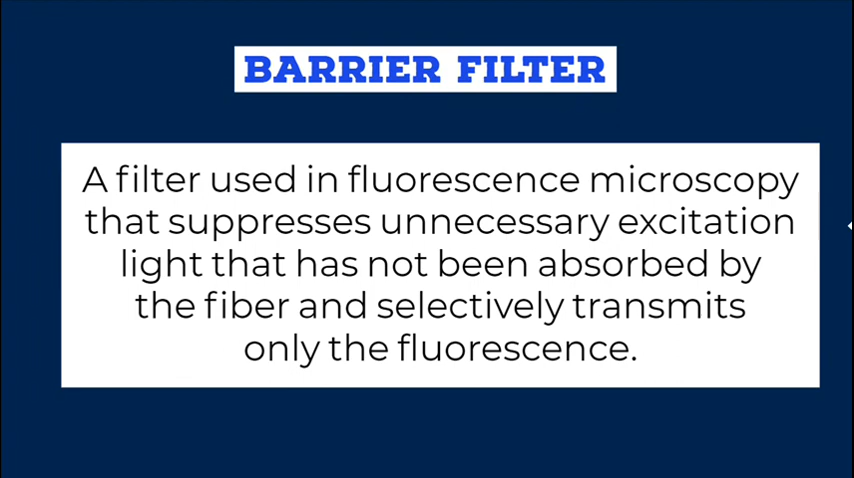 BARRIER FILTER
A filter used in fluorescence microscopy
that suppresses unnecessary excitation
light that has not been absorbed by
the fiber and selectively transmits
only the fluorescence.